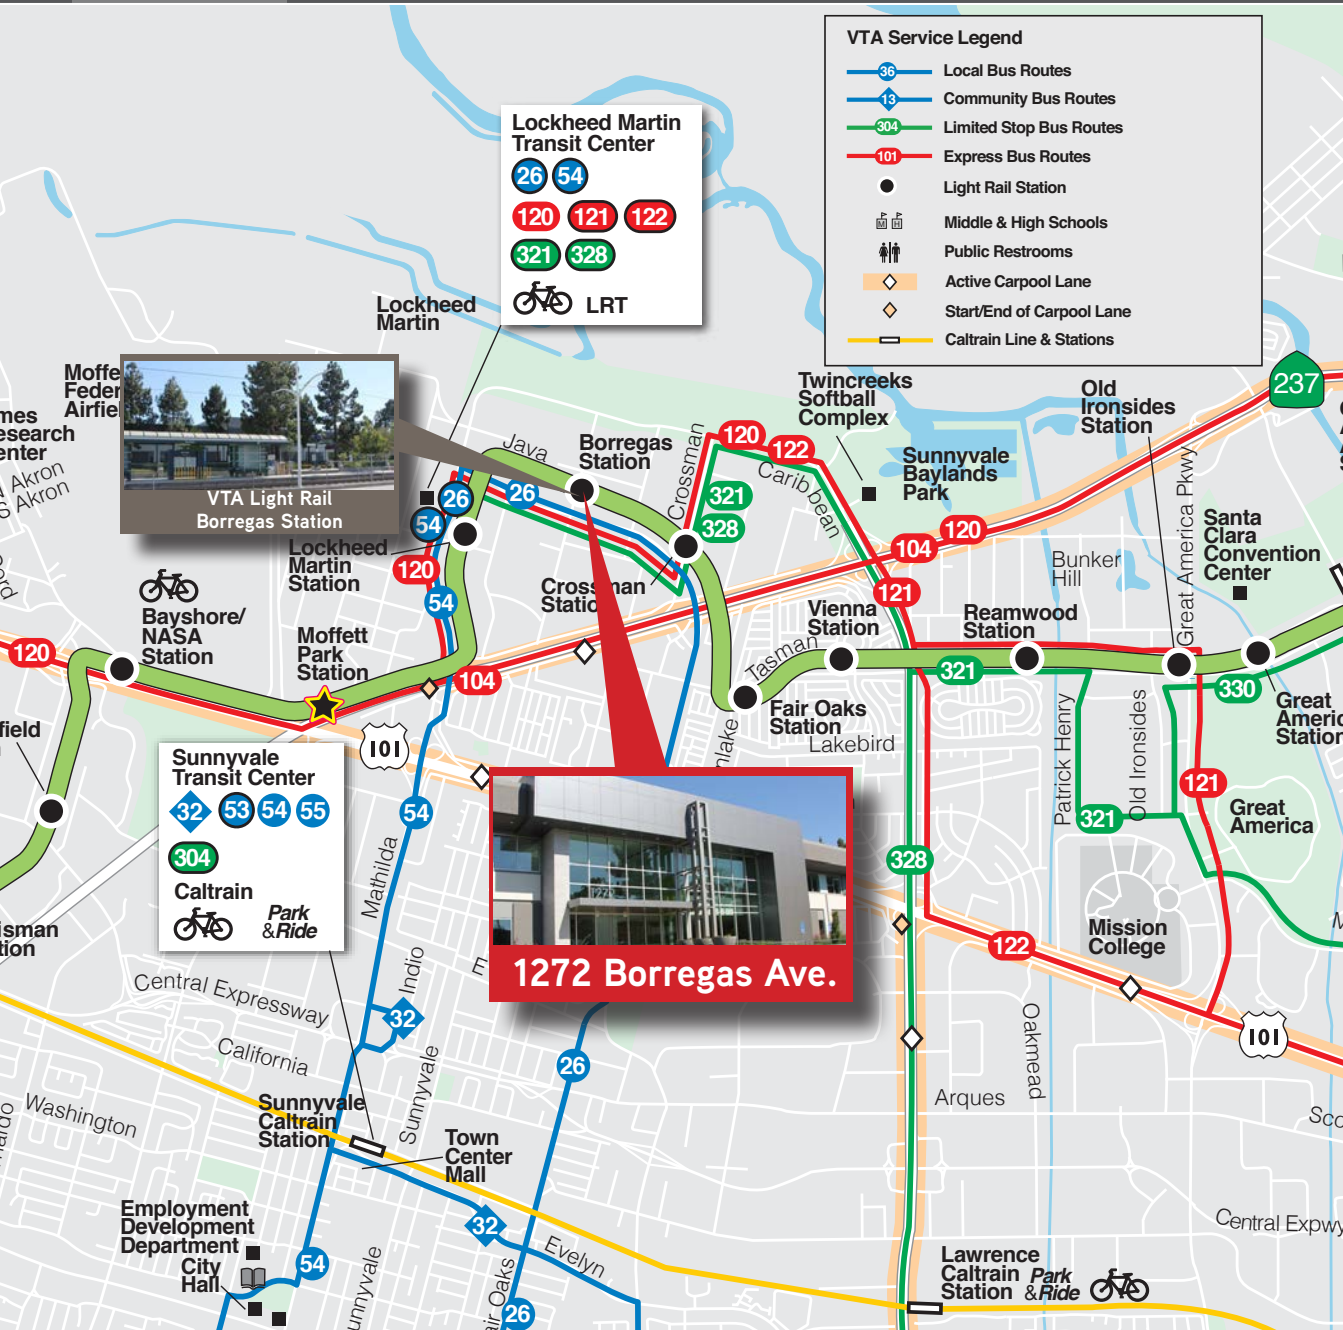 VTA Service Legend
36 Local Bus Routes
13 Community Bus Routes
304 Limited Stop Bus Routes
101 Express Bus Routes
Light Rail Station
M H Middle & High Schools
Public Restrooms
Active Carpool Lane
Start/End of Carpool Lane
Caltrain Line & Stations
Lockheed Martin
Transit Center
26 54
120 121 122
321 328
LRT
Lockheed
Martin
237
Moffe
Feder
Airfie
mes
esearch
enter
Akron
S Akron
VTA Light Rail
Borregas Station
Java
Borregas
Station
Crossman
120
122
Caribbean
321
328
Twincreeks
Softball
Complex
Sunnyvale
Baylands
Park
Old
Ironsides
Station
Great America Pkwy
Santa
Clara
Convention
Center
26
26
54
120
54
Lockheed
Martin
Station
104
120
121
Bunker
Hill
Crossman
Statio
Bayshore/
NASA
Station
Moffett
Park
Station
120
104
101
Vienna
Station
Reamwood
Station
Tasman
Fair Oaks
Station
Lakebird
nlake
321
330
Great
Americ
Station
Patrick Henry
Old Ironsides
121
321
Great
America
field
Sunnyvale
Transit Center
32 53 54 55
304
Caltrain
Park
&Ride
54
Mathilda
1272
1272 Borregas Ave.
328
122
Mission
College
101
isman
tion
Central Expressway
California
Indio
32
26
Oakmead
Arques
Washington
Sunnyvale
Caltrain
Station
Sunnyvale
Town
Center
Mall
Sco
Employment
Development
Department
City
Hall
54
32
Evelyn
unnyvale
air Oaks
26
Central Expwy
Lawrence
Caltrain
Station
Park
&Ride